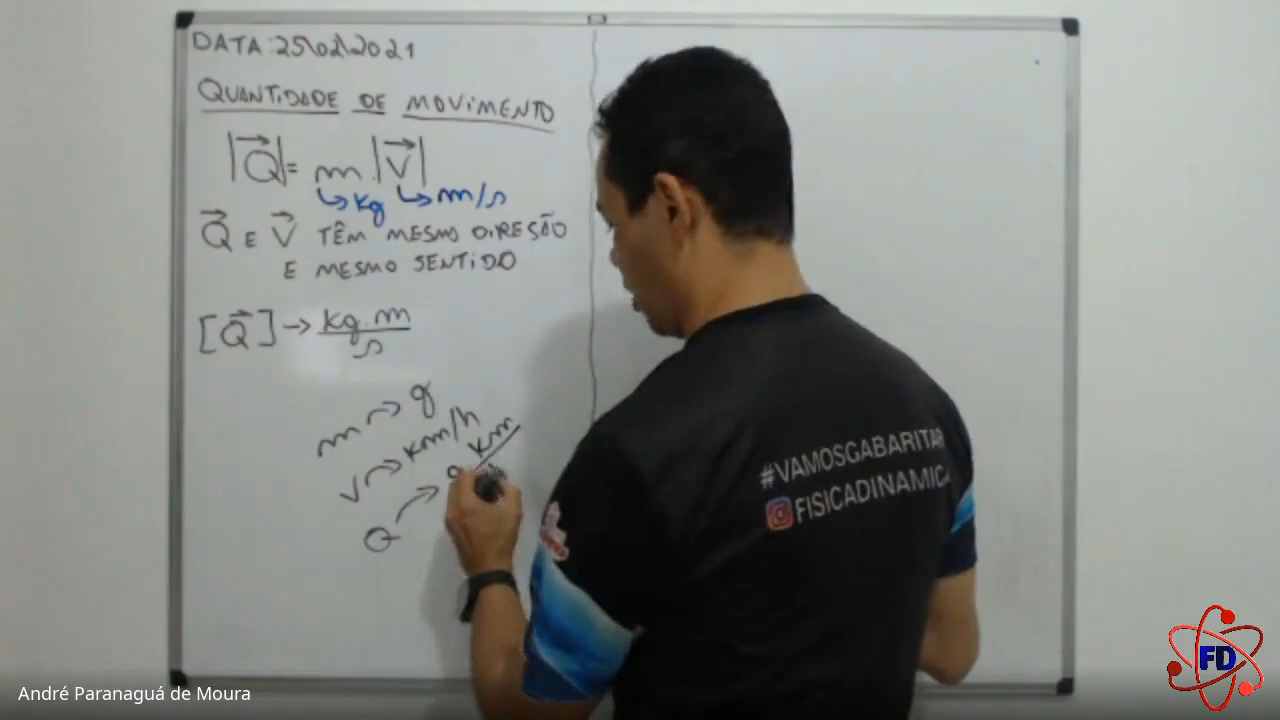 DATA: 25\02\2021
QUANTIDADE DE MOVIMENTO
|Q| = m |V|
kg m/s
Q E V TÊM MESMO DIREÇÃO
E MESMO SENTIDO
[Q] → kg.m
s
m → g
V → km/h
Q → km
#VAMOSGABARITAR
FISICADINAMICA
FD
André Paranaguá de Moura